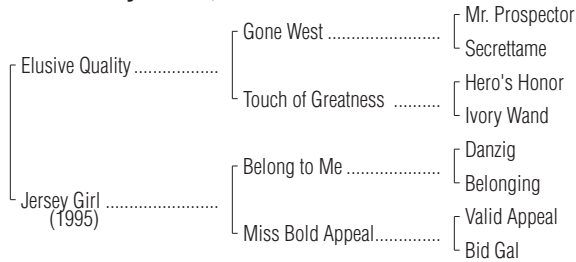 Mr. Prospector
Gone West ....................
Secrettame
Elusive Quality ..................
Hero's Honor
Touch of Greatness ..........
Ivory Wand
Danzig
Belong to Me ....................
Belonging
Jersey Girl ........................
(1995)
Valid Appeal
Miss Bold Appeal..............
Bid Gal